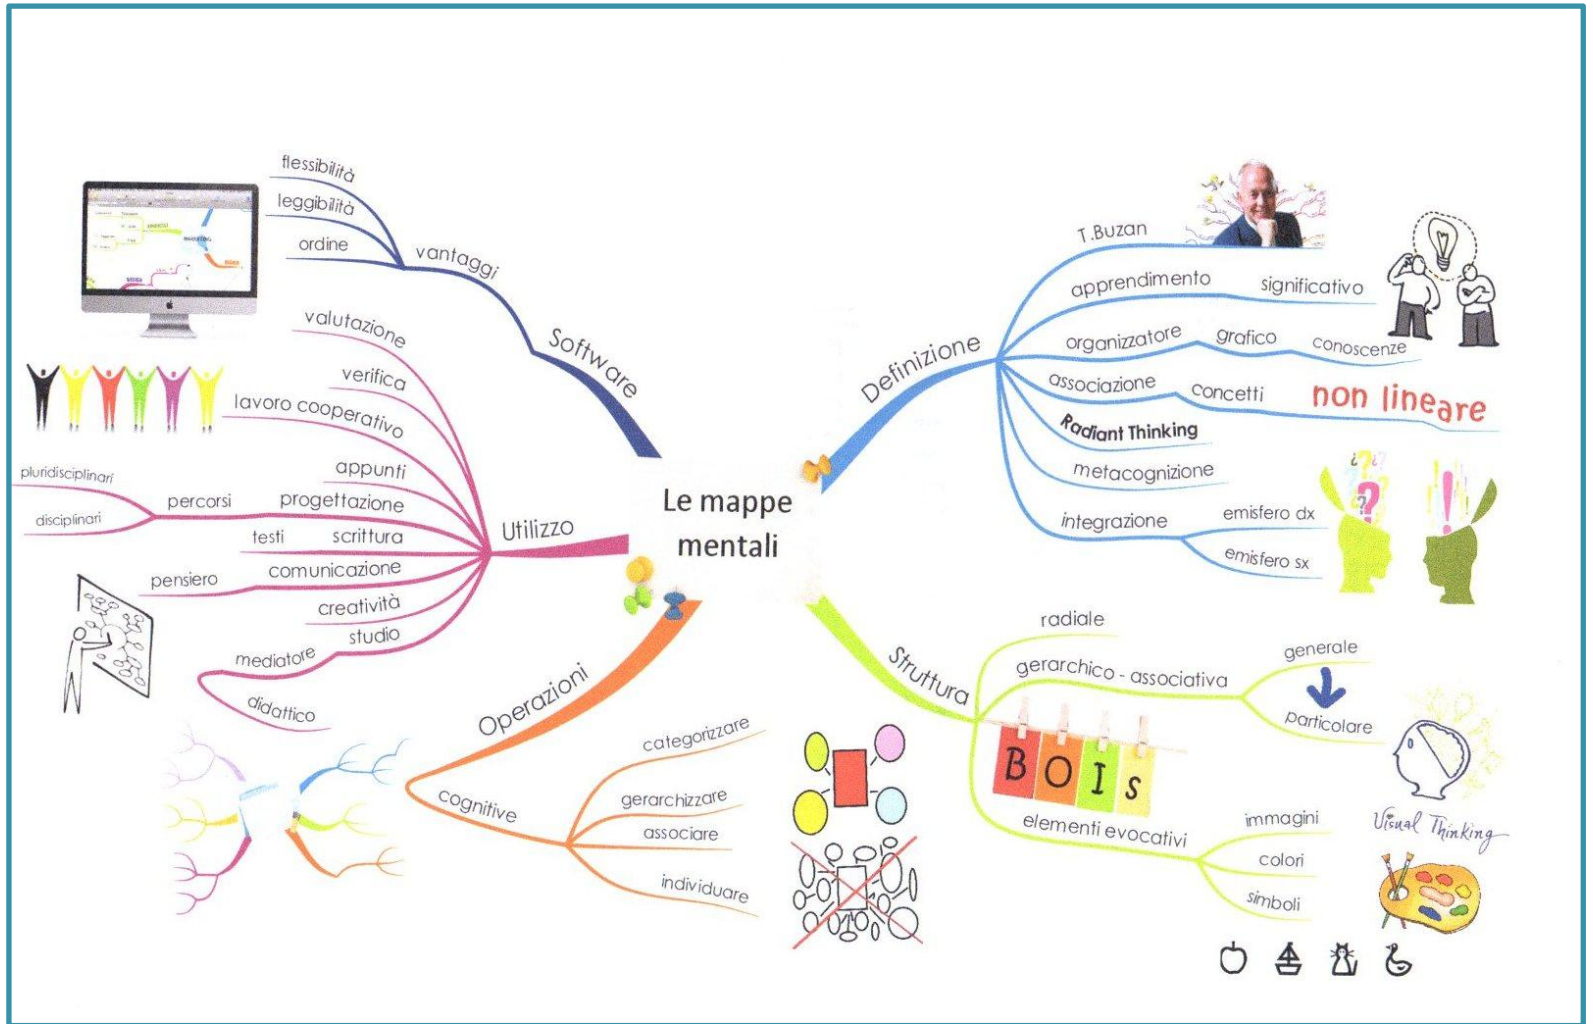 Le mappe
mentali
Definizione
T.Buzan
apprendimento
significativo
organizzatore
grafico
conoscenze
associazione
concetti
non lineare
Radiant Thinking
metacognizione
integrazione
emisfero dx
emisfero sx
Struttura
radiale
gerarchico - associativa
generale
particolare
BOIs
elementi evocativi
immagini
colori
simboli
Visual Thinking
Operazioni
cognitive
categorizzare
gerarchizzare
associare
individuare
Utilizzo
valutazione
verifica
lavoro cooperativo
appunti
progettazione
percorsi
pluridisciplinari
disciplinari
scrittura
testi
comunicazione
pensiero
creatività
studio
mediatore
didattico
Software
vantaggi
flessibilità
leggibilità
ordine